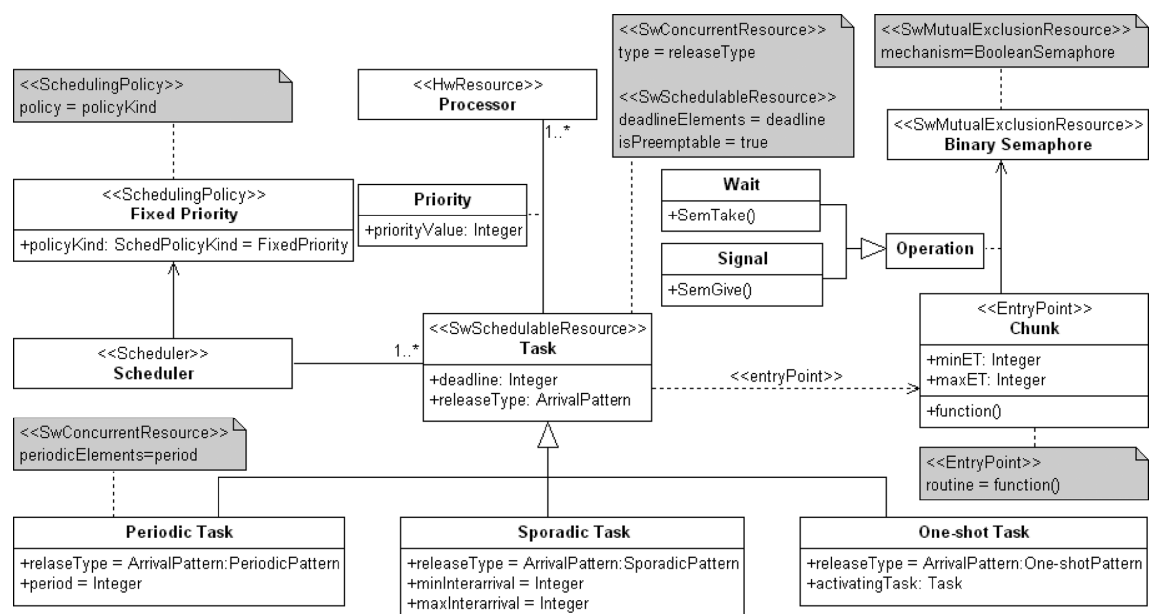 <<SwConcurrentResource>>
type = releaseType
<<SwSchedulableResource>>
deadlineElements = deadline
isPreemptable = true
<<SwMutualExclusionResource>>
mechanism=BooleanSemaphore
<<SchedulingPolicy>>
policy = policyKind
<<HwResource>>
Processor
1..*
<<SwMutualExclusionResource>>
Binary Semaphore
<<SchedulingPolicy>>
Fixed Priority
+policyKind: SchedPolicyKind = FixedPriority
Priority
+priorityValue: Integer
Wait
+SemTake()
Signal
+SemGive()
Operation
<<Scheduler>>
Scheduler
1..*
<<SwSchedulableResource>>
Task
+deadline: Integer
+releaseType: ArrivalPattern
<<entryPoint>>
<<EntryPoint>>
Chunk
+minET: Integer
+maxET: Integer
+function()
<<SwConcurrentResource>>
periodicElements=period
<<EntryPoint>>
routine = function()
Periodic Task
+relaseType = ArrivalPattern:PeriodicPattern
+period = Integer
Sporadic Task
+releaseType = ArrivalPattern:SporadicPattern
+minInterarrival = Integer
+maxInterarrival = Integer
One-shot Task
+releaseType = ArrivalPattern:One-shotPattern
+activatingTask: Task